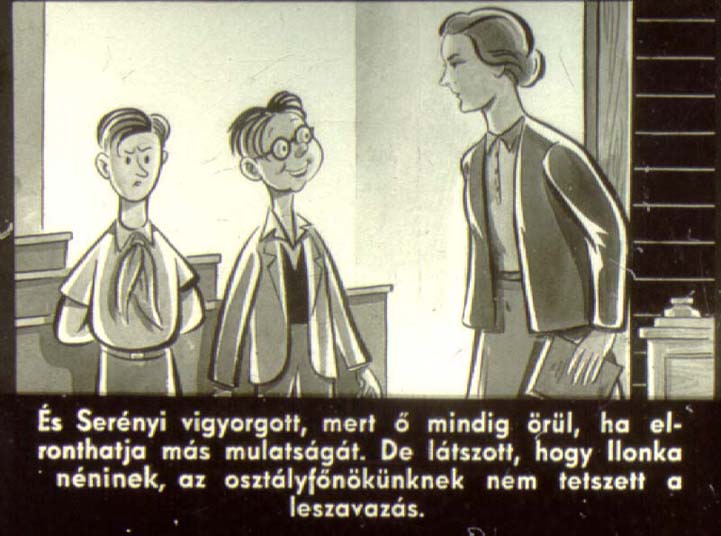 És Serényi vigyorgott, mert ő mindig örül, ha el-
ronthatja más mulatságát. De látszott, hogy Ilonka
néninek, az osztályfőnökünknek nem tetszett a
leszavazás.